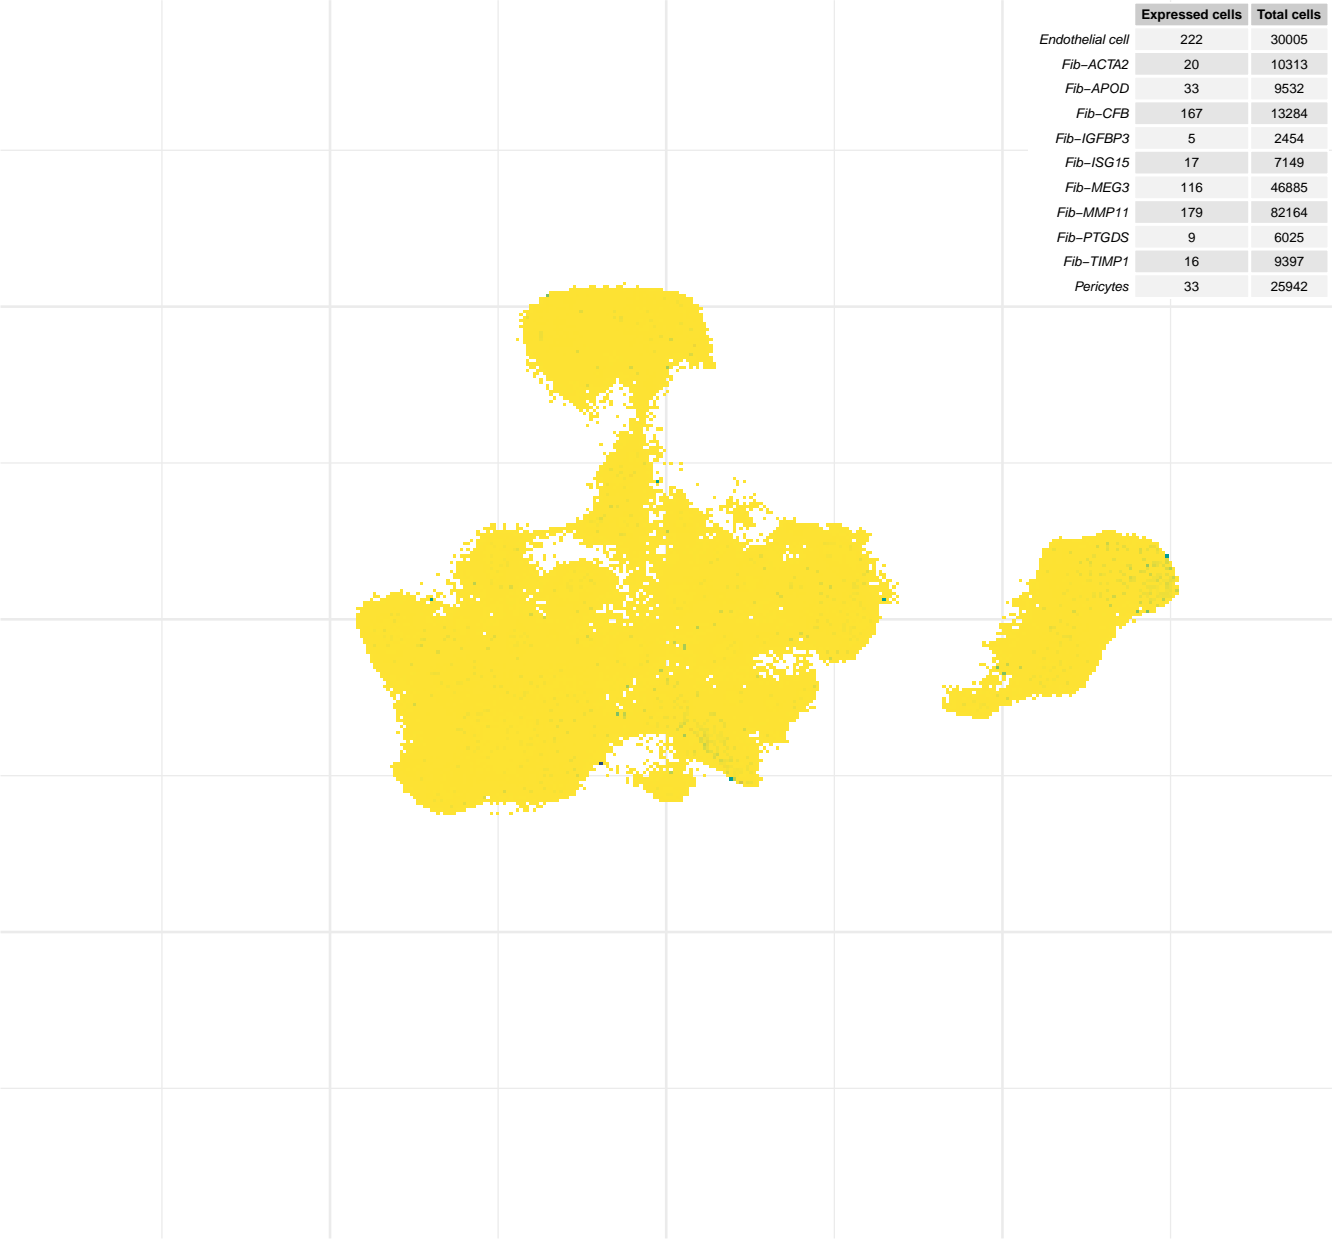 Expressed cells Total cells
Endothelial cell 222 30005
Fib−ACTA2 20 10313
Fib−APOD 33 9532
Fib−CFB 167 13284
Fib−IGFBP3 5 2454
Fib−ISG15 17 7149
Fib−MEG3 116 46885
Fib−MMP11 179 82164
Fib−PTGDS 9 6025
Fib−TIMP1 16 9397
Pericytes 33 25942